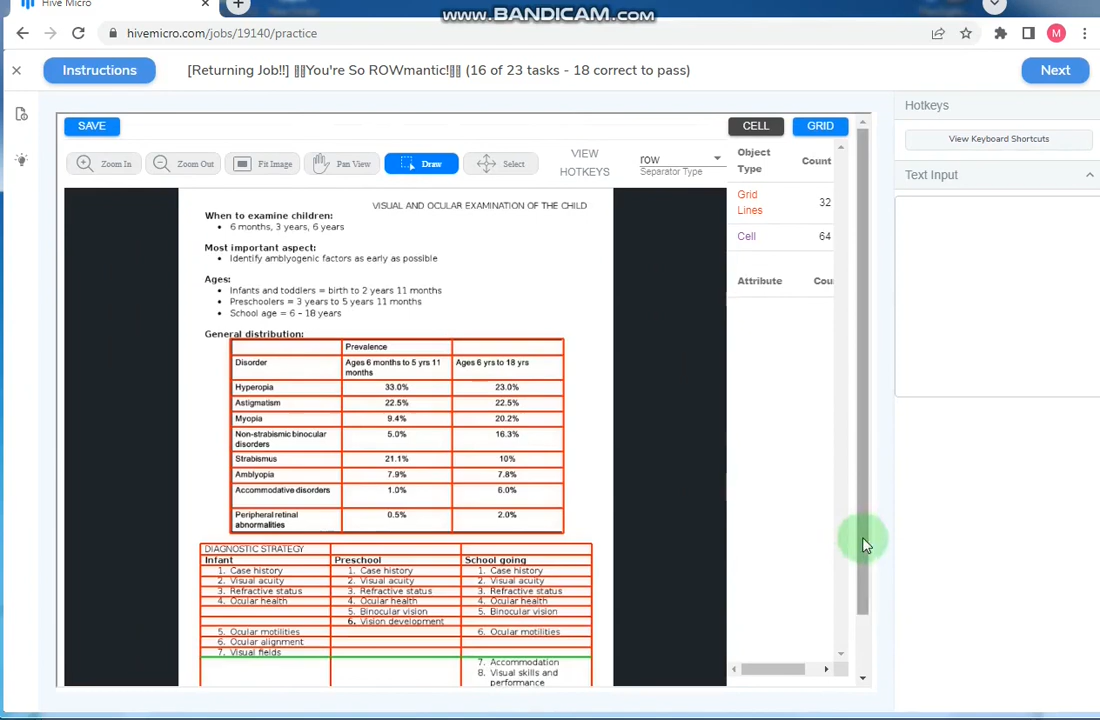 www.BANDICAM.com
Hive Micro
hivemicro.com/jobs/19140/practice
M
Instructions
[Returning Job!!] You're So ROWmantic! (16 of 23 tasks - 18 correct to pass)
Next
SAVE
CELL
GRID
Zoom In
Zoom Out
Fit Image
Pan View
Draw
Select
VIEW HOTKEYS
row
Separator Type
Object Type Count
Grid Lines 32
Cell 64
Attribute Cou
Hotkeys
View Keyboard Shortcuts
Text Input
VISUAL AND OCULAR EXAMINATION OF THE CHILD
When to examine children:
• 6 months, 3 years, 6 years
Most important aspect:
• Identify amblyogenic factors as early as possible
Ages:
• Infants and toddlers = birth to 2 years 11 months
• Preschoolers = 3 years to 5 years 11 months
• School age = 6 – 18 years
General distribution:
Prevalence
Disorder Ages 6 months to 5 yrs 11 months Ages 6 yrs to 18 yrs
Hyperopia 33.0% 23.0%
Astigmatism 22.5% 22.5%
Myopia 9.4% 20.2%
Non-strabismic binocular disorders 5.0% 16.3%
Strabismus 21.1% 10%
Amblyopia 7.9% 7.8%
Accommodative disorders 1.0% 6.0%
Peripheral retinal abnormalities 0.5% 2.0%
DIAGNOSTIC STRATEGY
Infant Preschool School going
1. Case history 1. Case history 1. Case history
2. Visual acuity 2. Visual acuity 2. Visual acuity
3. Refractive status 3. Refractive status 3. Refractive status
4. Ocular health 4. Ocular health 4. Ocular health
5. Binocular vision 5. Binocular vision
6. Vision development
5. Ocular motilities 6. Ocular motilities
6. Ocular alignment
7. Visual fields
7. Accommodation
8. Visual skills and
performance